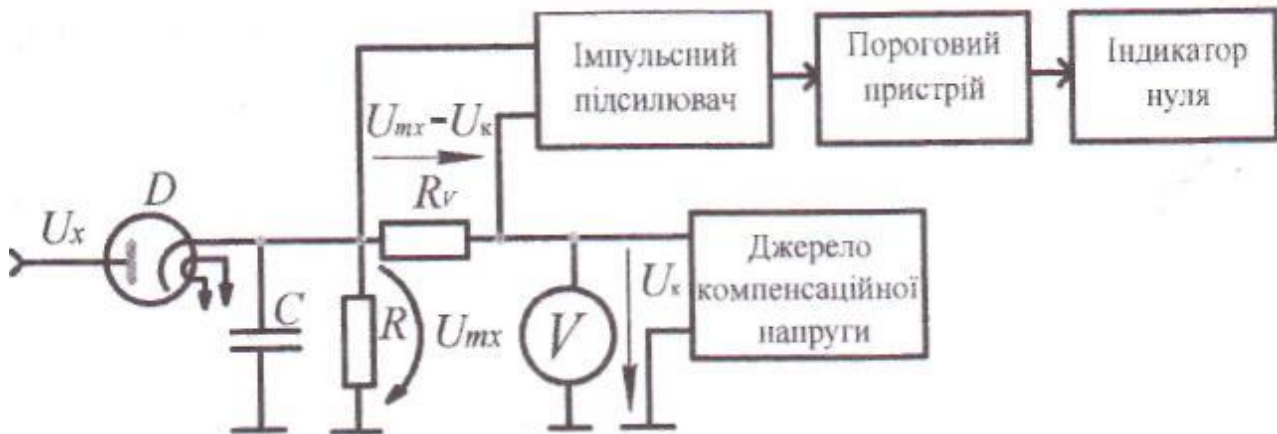 Імпульсний
підсилювач
Пороговий
пристрій
Індикатор
нуля
Umx-Uк
D
Rv
Ux
C
R
Umx
V
Uк
Джерело
компенсаційної
напруги